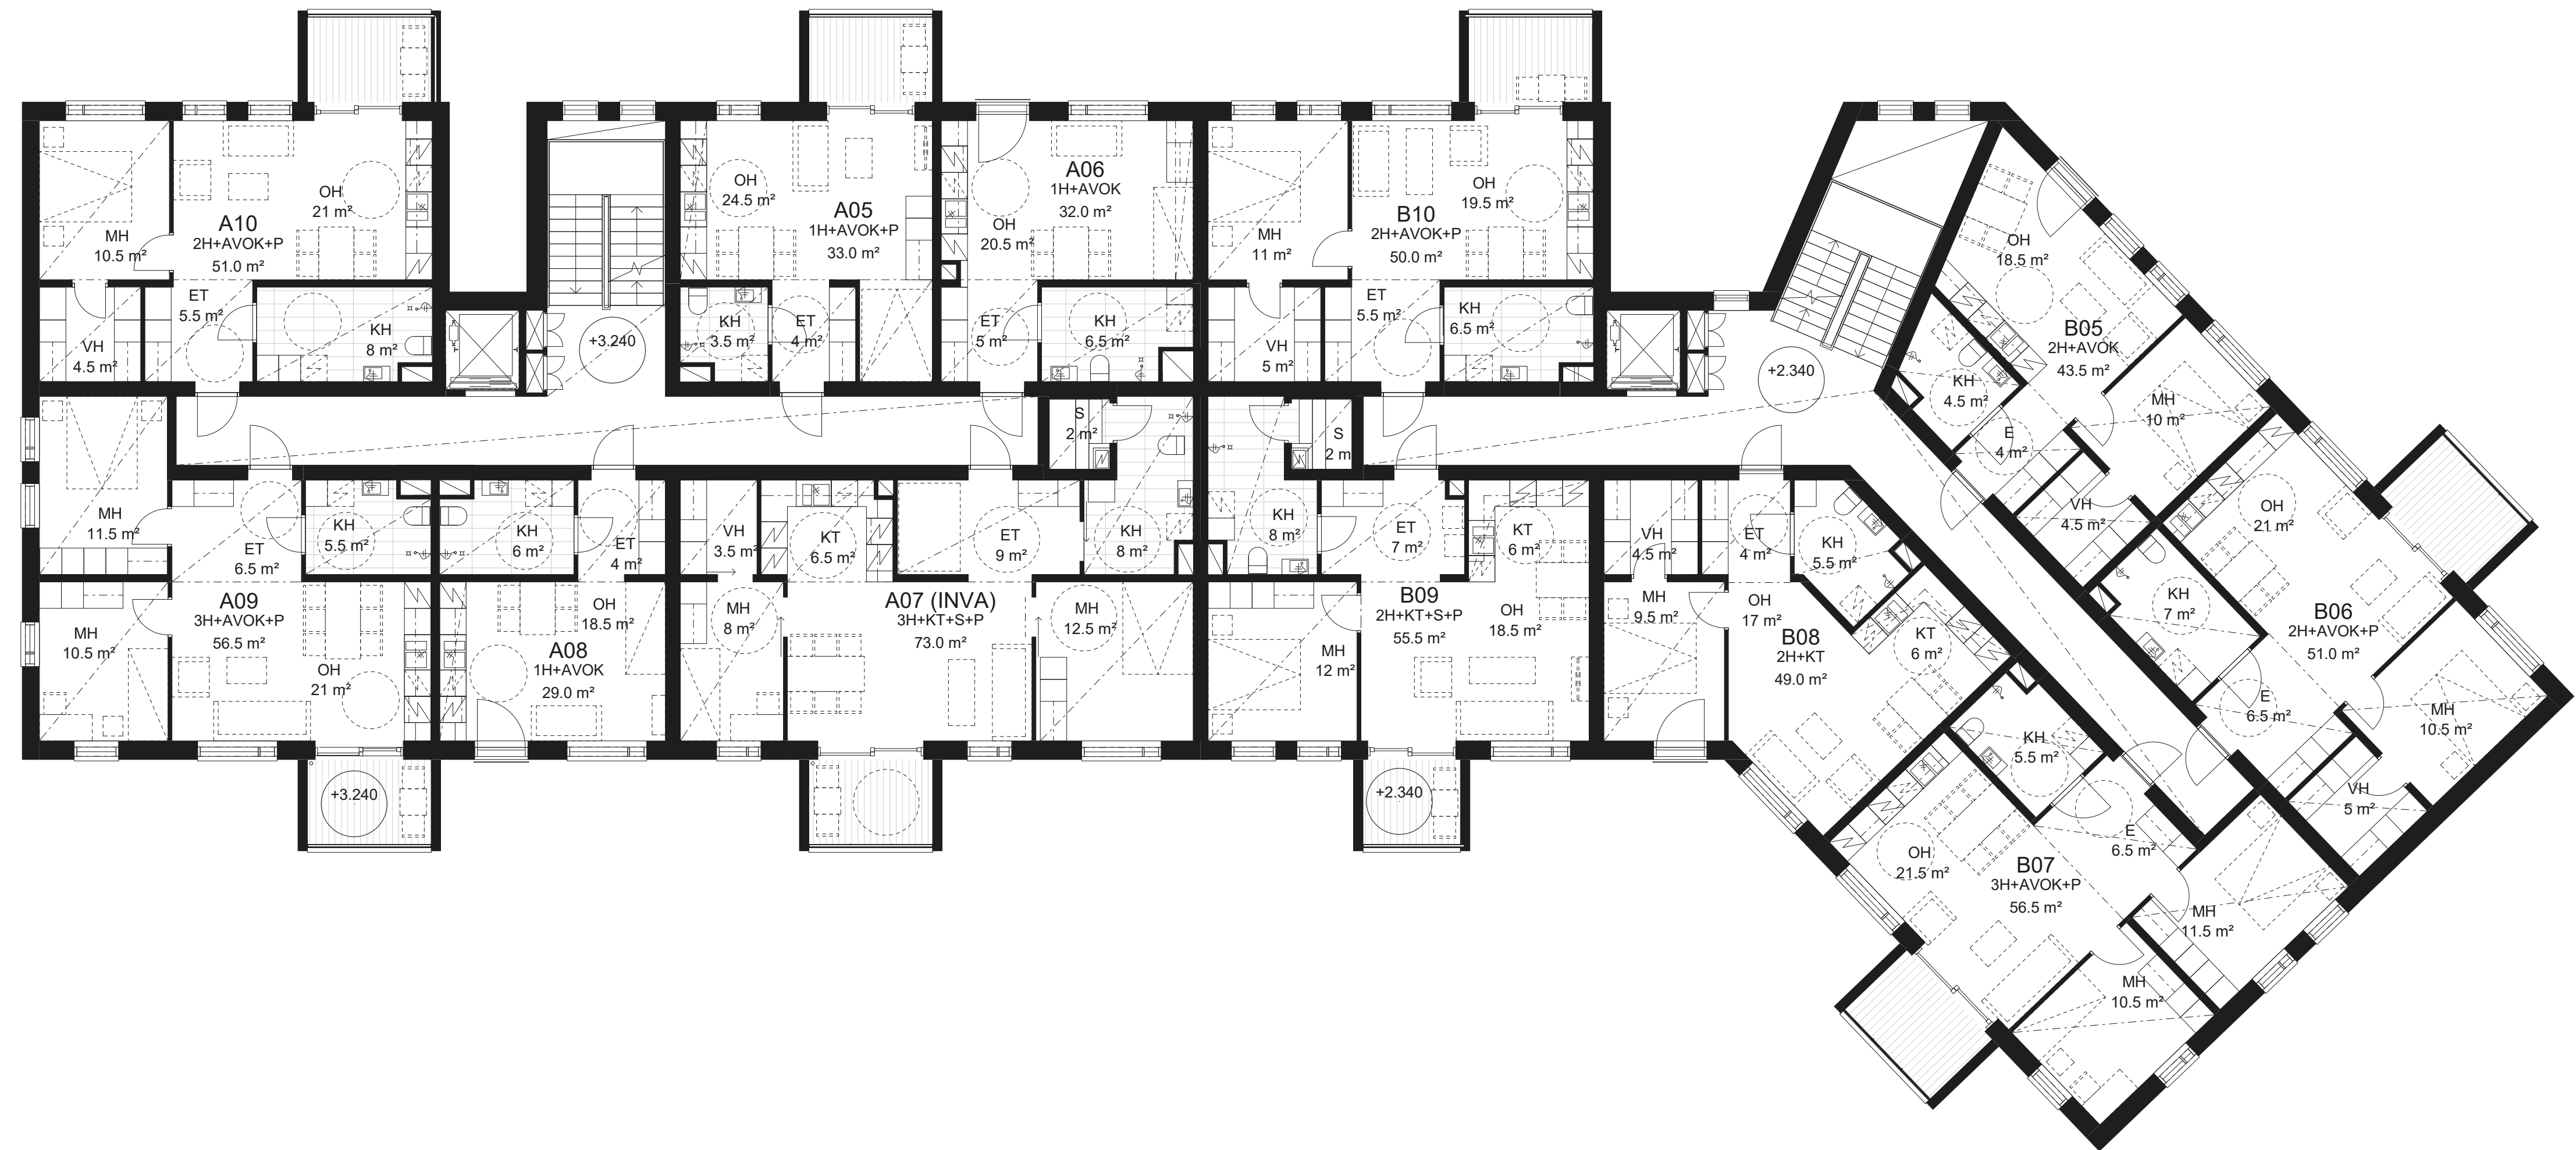 A10
2H+AVOK+P
51.0 m²
OH
21 m²
MH
10.5 m²
VH
4.5 m²
ET
5.5 m²
KH
8 m²
+3.240
A05
1H+AVOK+P
33.0 m²
OH
24.5 m²
KH
3.5 m²
ET
4 m²
A06
1H+AVOK
32.0 m²
OH
20.5 m²
ET
5 m²
KH
6.5 m²
B10
2H+AVOK+P
50.0 m²
OH
19.5 m²
MH
11 m²
VH
5 m²
ET
5.5 m²
KH
6.5 m²
+2.340
B05
2H+AVOK
43.5 m²
OH
18.5 m²
KH
4.5 m²
E
4 m²
MH
10 m²
VH
4.5 m²
A09
3H+AVOK+P
56.5 m²
MH
11.5 m²
MH
10.5 m²
ET
6.5 m²
KH
5.5 m²
OH
21 m²
+3.240
A08
1H+AVOK
29.0 m²
KH
6 m²
ET
4 m²
OH
18.5 m²
A07 (INVA)
3H+KT+S+P
73.0 m²
VH
3.5 m²
KT
6.5 m²
ET
9 m²
S
2 m²
KH
8 m²
MH
8 m²
MH
12.5 m²
B09
2H+KT+S+P
55.5 m²
S
2 m
KH
8 m²
ET
7 m²
KT
6 m²
OH
18.5 m²
MH
12 m²
+2.340
B08
2H+KT
49.0 m²
VH
4.5 m²
ET
4 m²
KH
5.5 m²
MH
9.5 m²
OH
17 m²
KT
6 m²
B06
2H+AVOK+P
51.0 m²
OH
21 m²
KH
7 m²
E
6.5 m²
MH
10.5 m²
VH
5 m²
B07
3H+AVOK+P
56.5 m²
KH
5.5 m²
E
6.5 m²
OH
21.5 m²
MH
11.5 m²
MH
10.5 m²